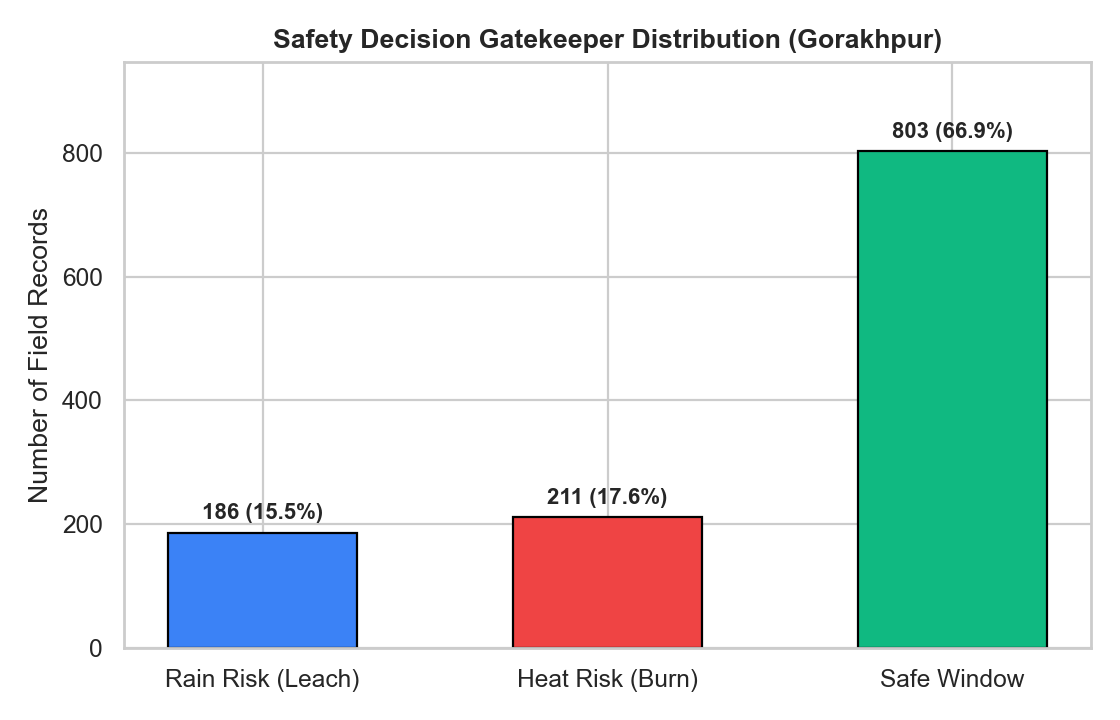 Safety Decision Gatekeeper Distribution (Gorakhpur)
Number of Field Records
800
600
400
200
0
186 (15.5%)
211 (17.6%)
803 (66.9%)
Rain Risk (Leach)
Heat Risk (Burn)
Safe Window